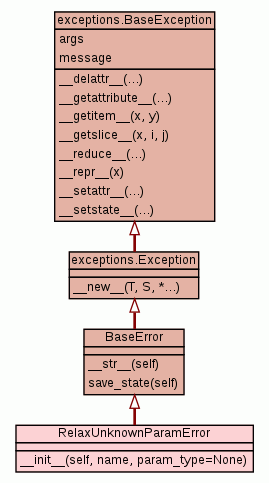 exceptions.BaseException
args
message
__delattr__(...)
__getattribute__(...)
__getitem__(x, y)
__getslice__(x, i, j)
__reduce__(...)
__repr__(x)
__setattr__(...)
__setstate__(...)
exceptions.Exception
__new__(T, S, *...)
BaseError
__str__(self)
save_state(self)
RelaxUnknownParamError
__init__(self, name, param_type=None)